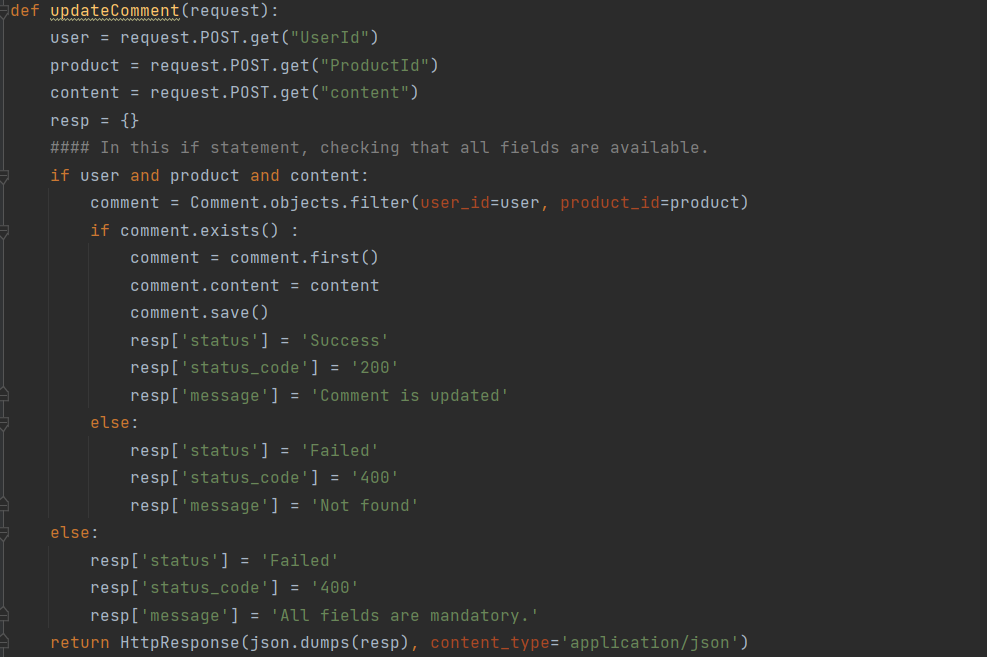 def updateComment(request):
    user = request.POST.get("UserId")
    product = request.POST.get("ProductId")
    content = request.POST.get("content")
    resp = {}
    #### In this if statement, checking that all fields are available.
    if user and product and content:
        comment = Comment.objects.filter(user_id=user, product_id=product)
        if comment.exists() :
            comment = comment.first()
            comment.content = content
            comment.save()
            resp['status'] = 'Success'
            resp['status_code'] = '200'
            resp['message'] = 'Comment is updated'
        else:
            resp['status'] = 'Failed'
            resp['status_code'] = '400'
            resp['message'] = 'Not found'
    else:
        resp['status'] = 'Failed'
        resp['status_code'] = '400'
        resp['message'] = 'All fields are mandatory.'
    return HttpResponse(json.dumps(resp), content_type='application/json')